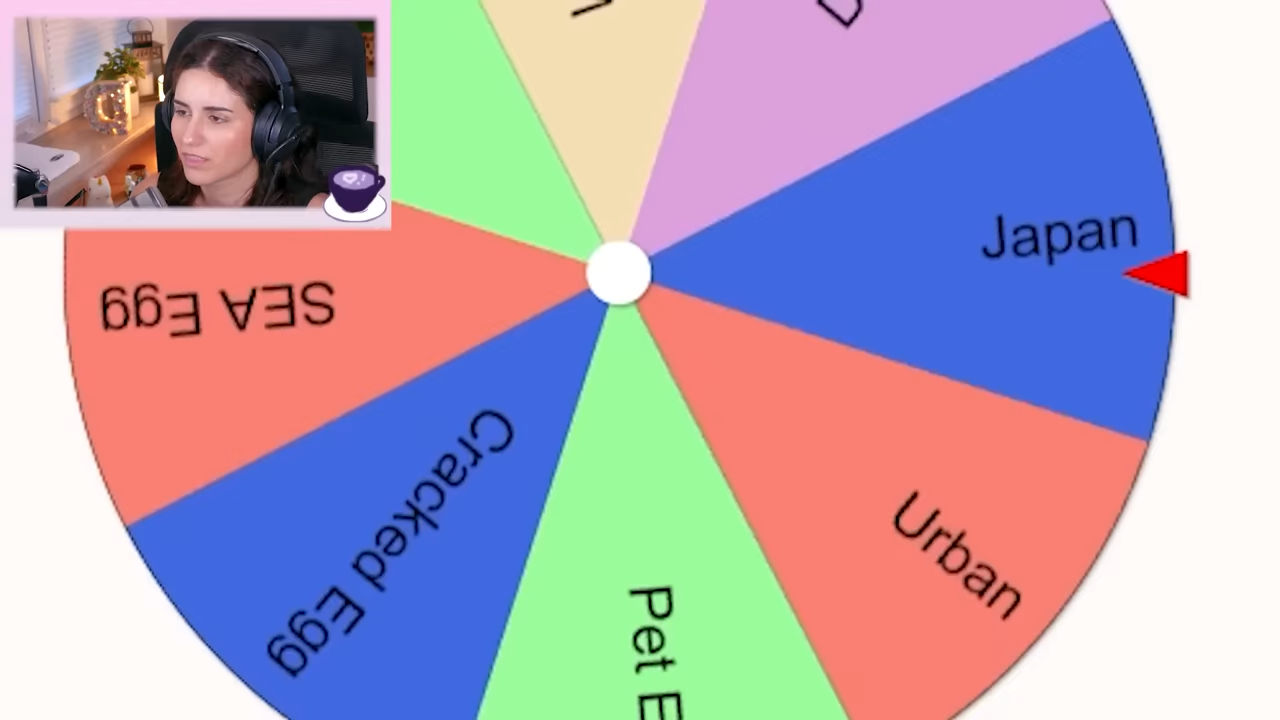 Japan
SEA Egg
Cracked Egg
Urban
Pet